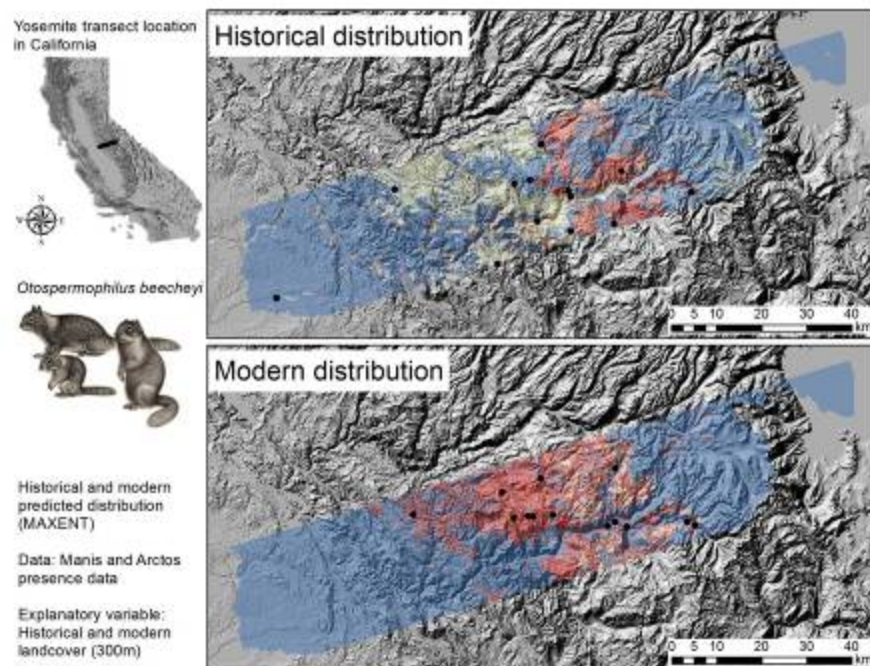 Yosemite transect location
in California
N
W
E
S
Otospermophilus beecheyi
Historical and modern
predicted distribution
(MAXENT)
Data: Manis and Arctos
presence data
Explanatory variable:
Historical and modern
landcover (300m)
Historical distribution
0 5 10 20 30 40
km
Modern distribution
0 5 10 20 30 40
km